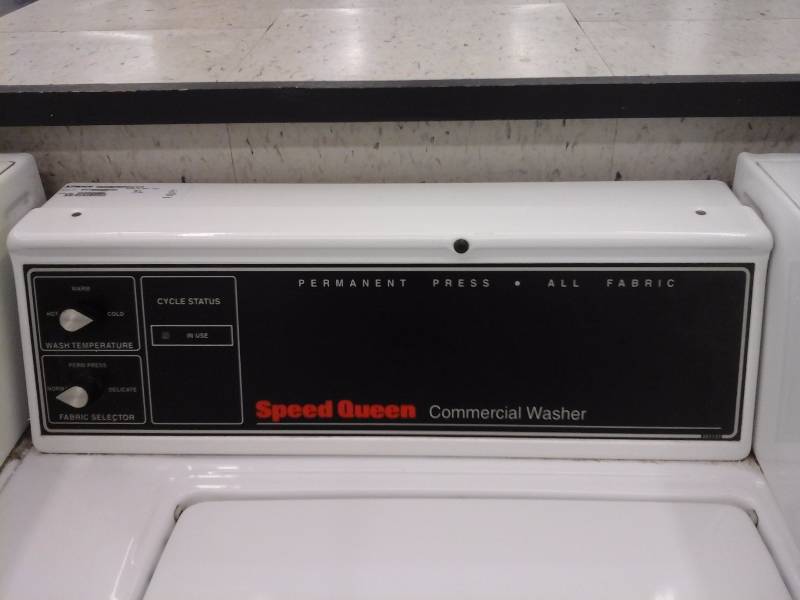 PERMANENT PRESS • ALL FABRIC
WARM
HOT
COLD
WASH TEMPERATURE
CYCLE STATUS
IN USE
PERM PRESS
DELICATE
FABRIC SELECTOR
Speed Queen Commercial Washer